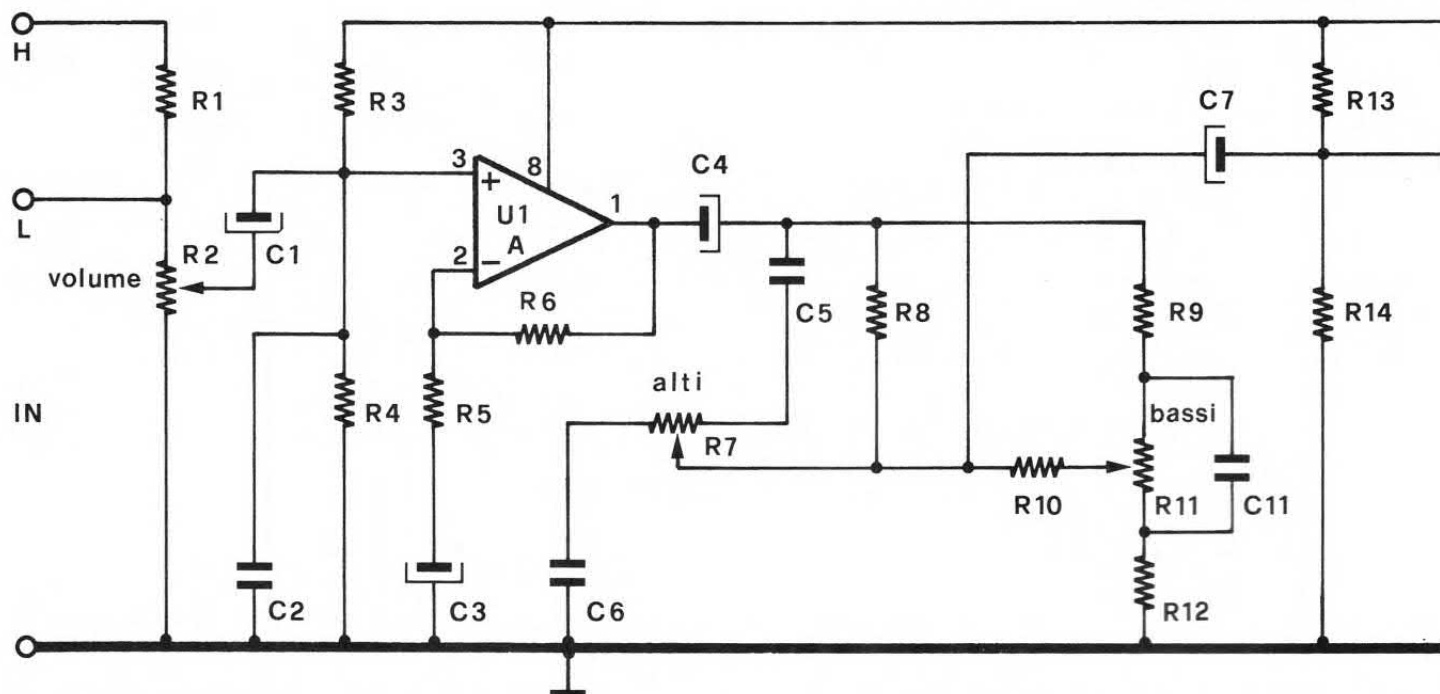 H
R1
R3
R13
C7
3
8
C4
+
U1
A
1
L
R2
C1
2
−
volume
R6
C5
R8
R9
R14
alti
bassi
IN
R4
R5
R7
R10
R11
C11
C2
C3
C6
R12